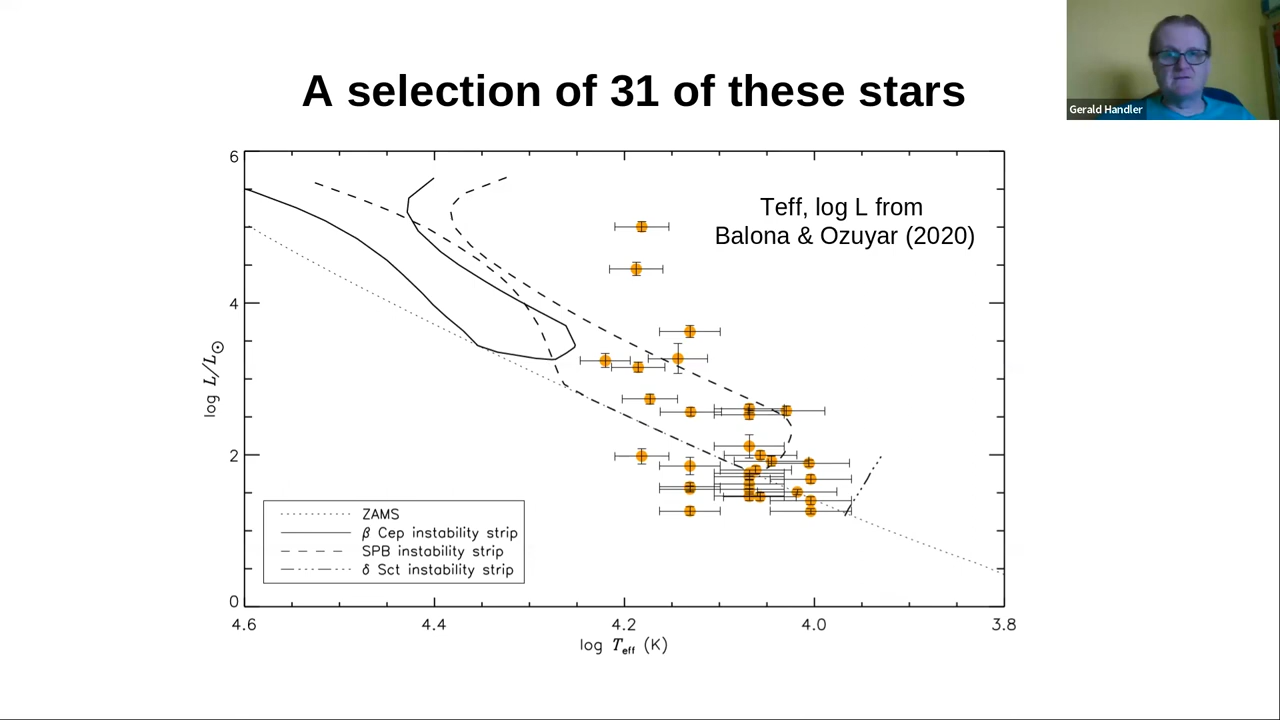 A selection of 31 of these stars
Gerald Handler
Teff, log L from
Balona & Ozuyar (2020)
6
4
2
0
log L/L☉
ZAMS
β Cep instability strip
SPB instability strip
δ Sct instability strip
4.6
4.4
4.2
4.0
3.8
log Teff (K)